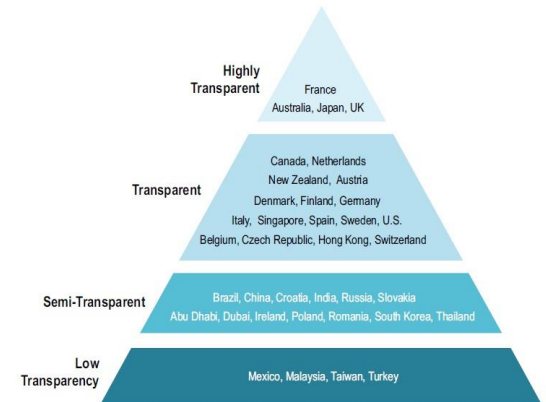 Highly
Transparent
France
Australia, Japan, UK
Transparent
Canada, Netherlands
New Zealand, Austria
Denmark, Finland, Germany
Italy, Singapore, Spain, Sweden, U.S.
Belgium, Czech Republic, Hong Kong, Switzerland
Semi-Transparent
Brazil, China, Croatia, India, Russia, Slovakia
Abu Dhabi, Dubai, Ireland, Poland, Romania, South Korea, Thailand
Low
Transparency
Mexico, Malaysia, Taiwan, Turkey